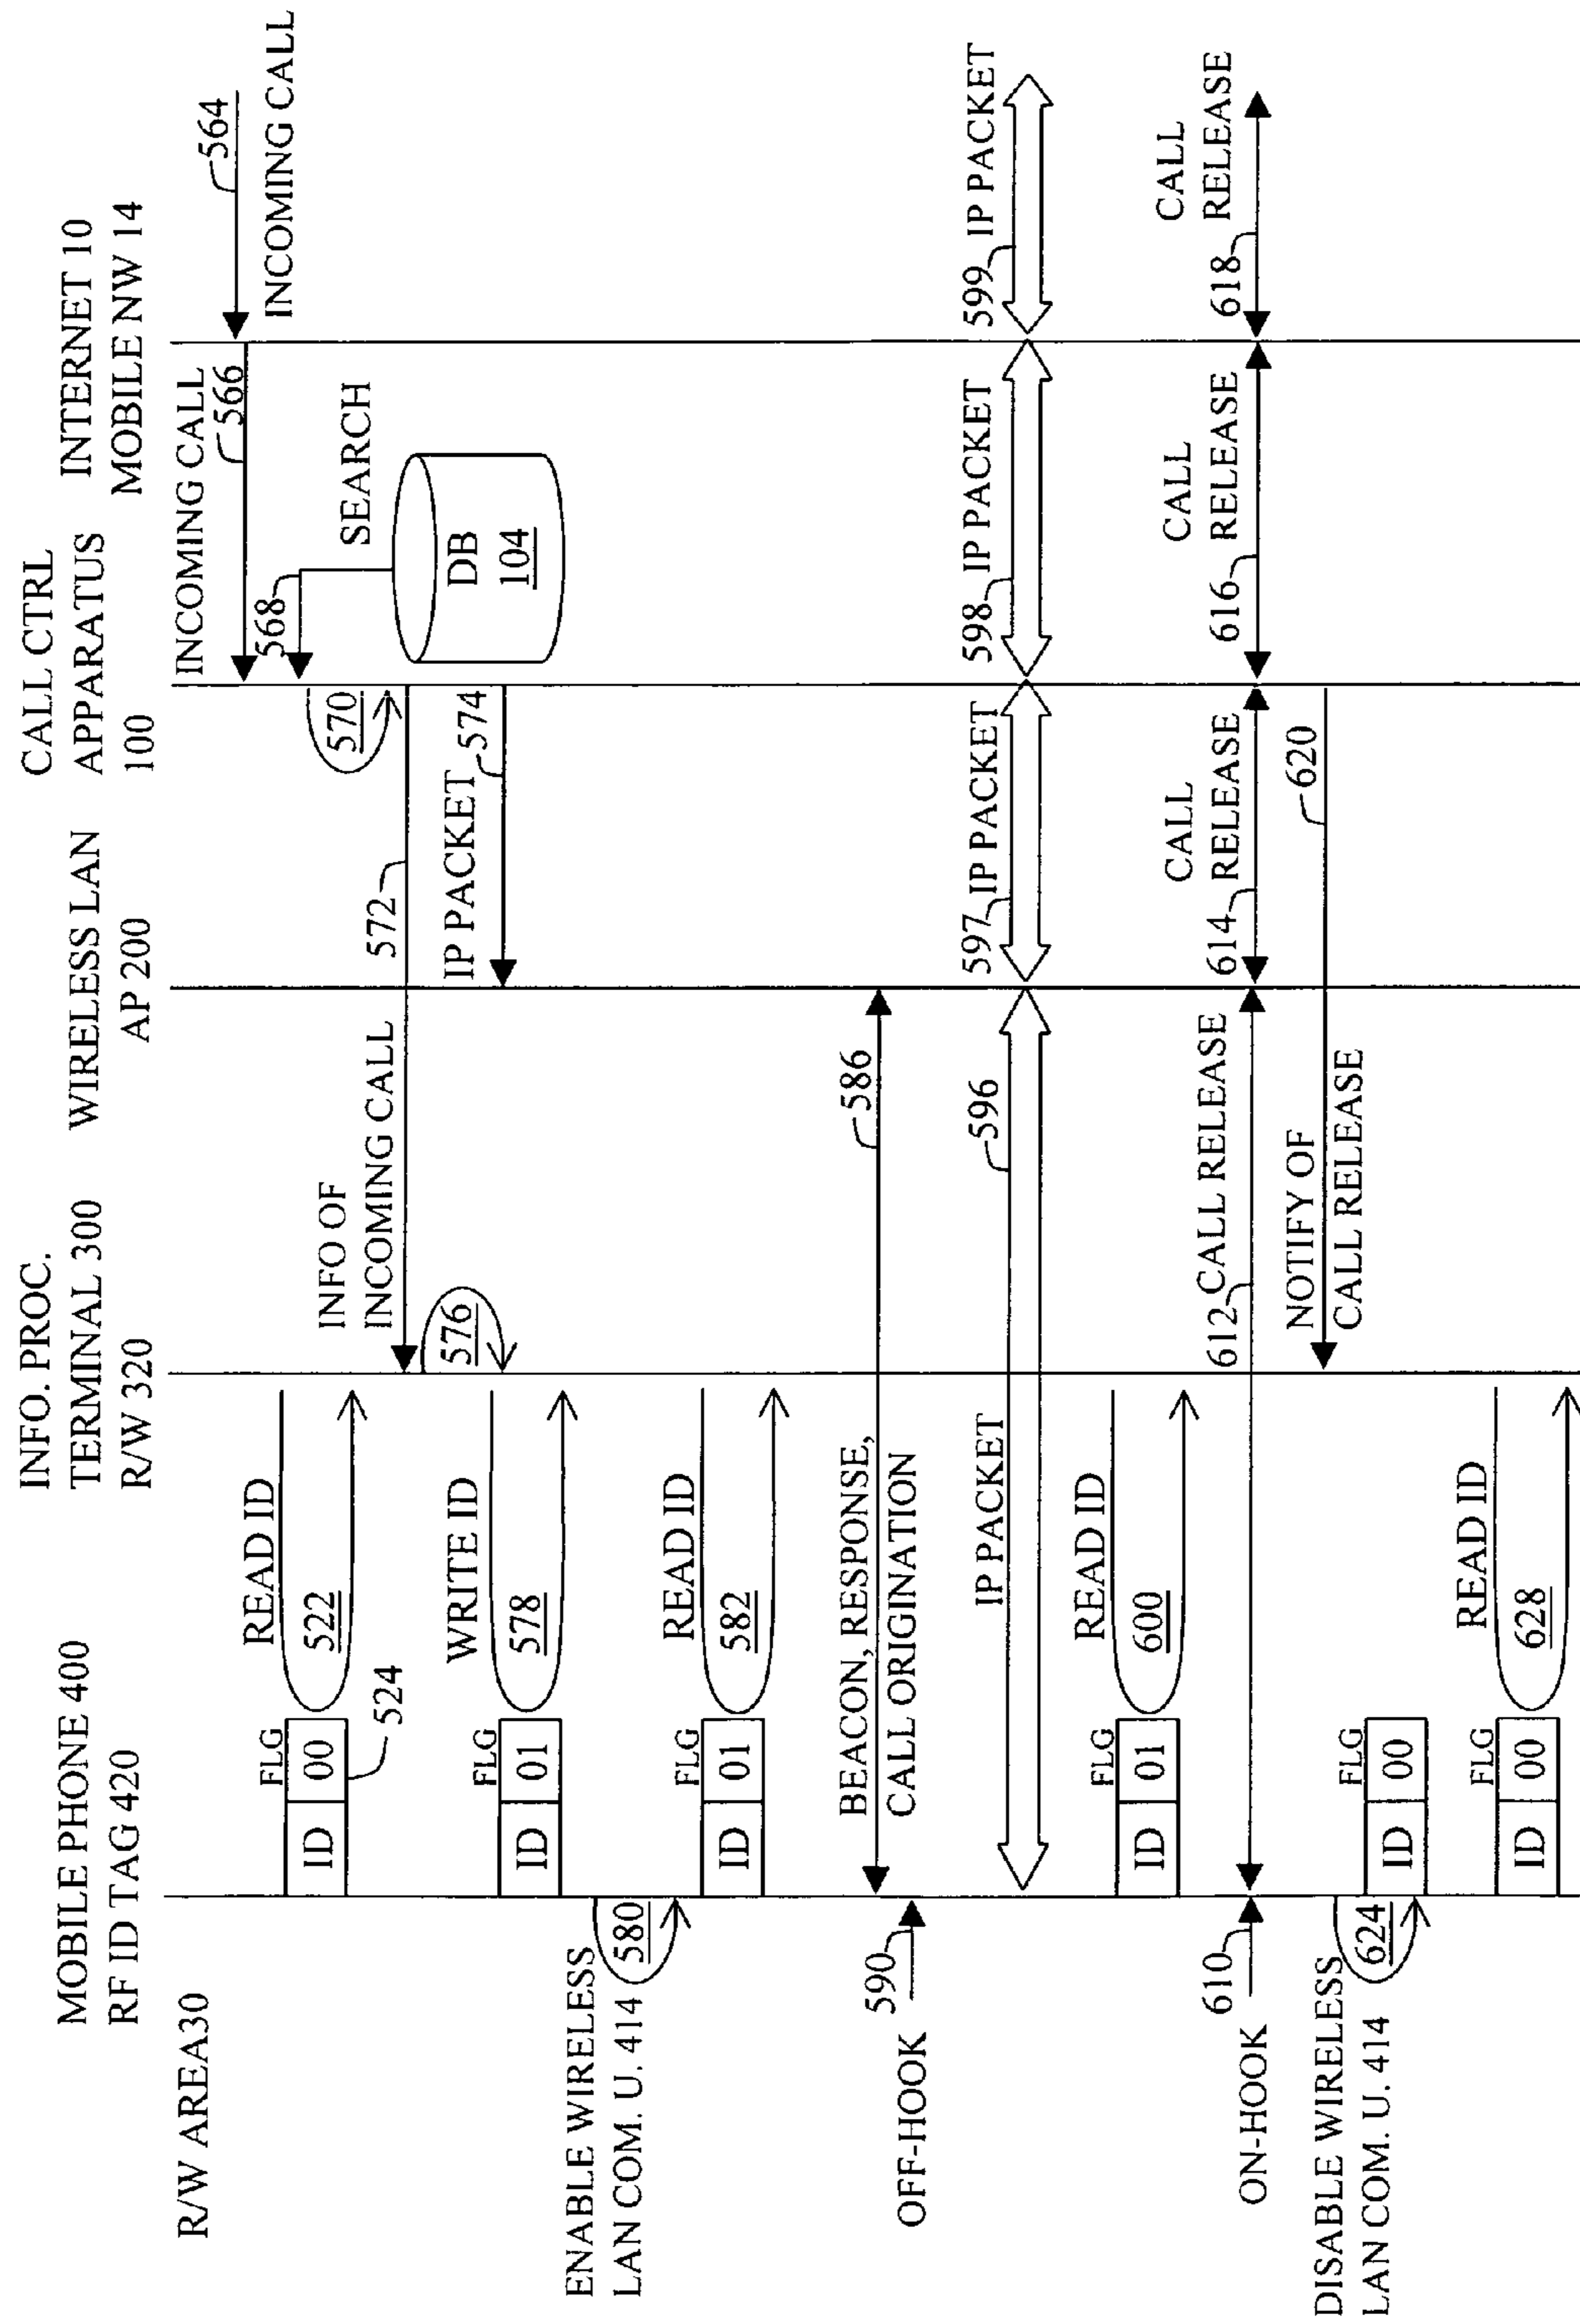 MOBILE PHONE 400
RF ID TAG 420
INFO. PROC.
TERMINAL 300
R/W 320
WIRELESS LAN
AP 200
CALL CTRL
APPARATUS
100
INTERNET 10
MOBILE NW 14
R/W AREA30
564
INCOMING CALL
INCOMING CALL
566
568
SEARCH
DB
104
570
FLG
ID
00
524
READ ID
522
INFO OF
INCOMING CALL
572
IP PACKET
574
576
FLG
ID
01
WRITE ID
578
ENABLE WIRELESS
LAN COM. U. 414
580
FLG
ID
01
READ ID
582
BEACON, RESPONSE,
CALL ORIGINATION
586
OFF-HOOK
590
IP PACKET
596
597 IP PACKET
598 IP PACKET
599 IP PACKET
FLG
ID
01
READ ID
600
ON-HOOK
610
612 CALL RELEASE
CALL
614 RELEASE
CALL
616 RELEASE
CALL
618 RELEASE
NOTIFY OF
CALL RELEASE
620
DISABLE WIRELESS
LAN COM. U. 414
624
FLG
ID
00
FLG
ID
00
READ ID
628